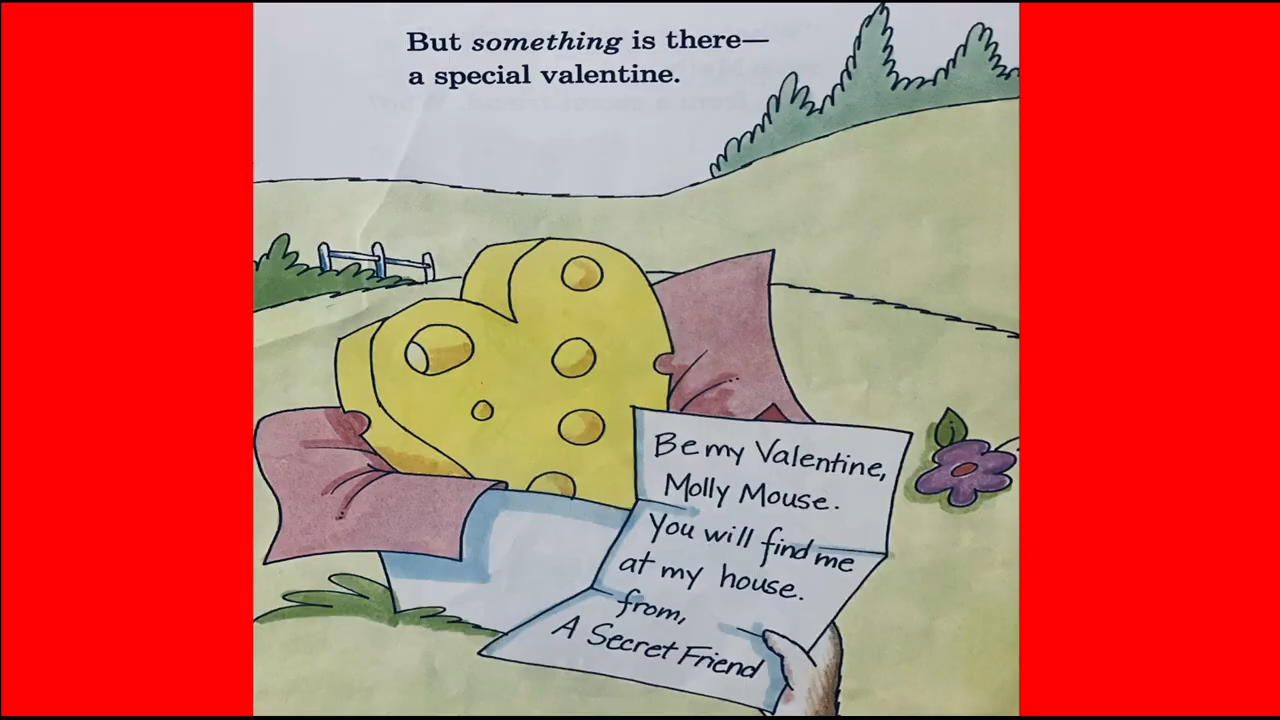 But something is there—
a special valentine.
Be my Valentine,
Molly Mouse.
You will find me
at my house.
from,
A Secret Friend